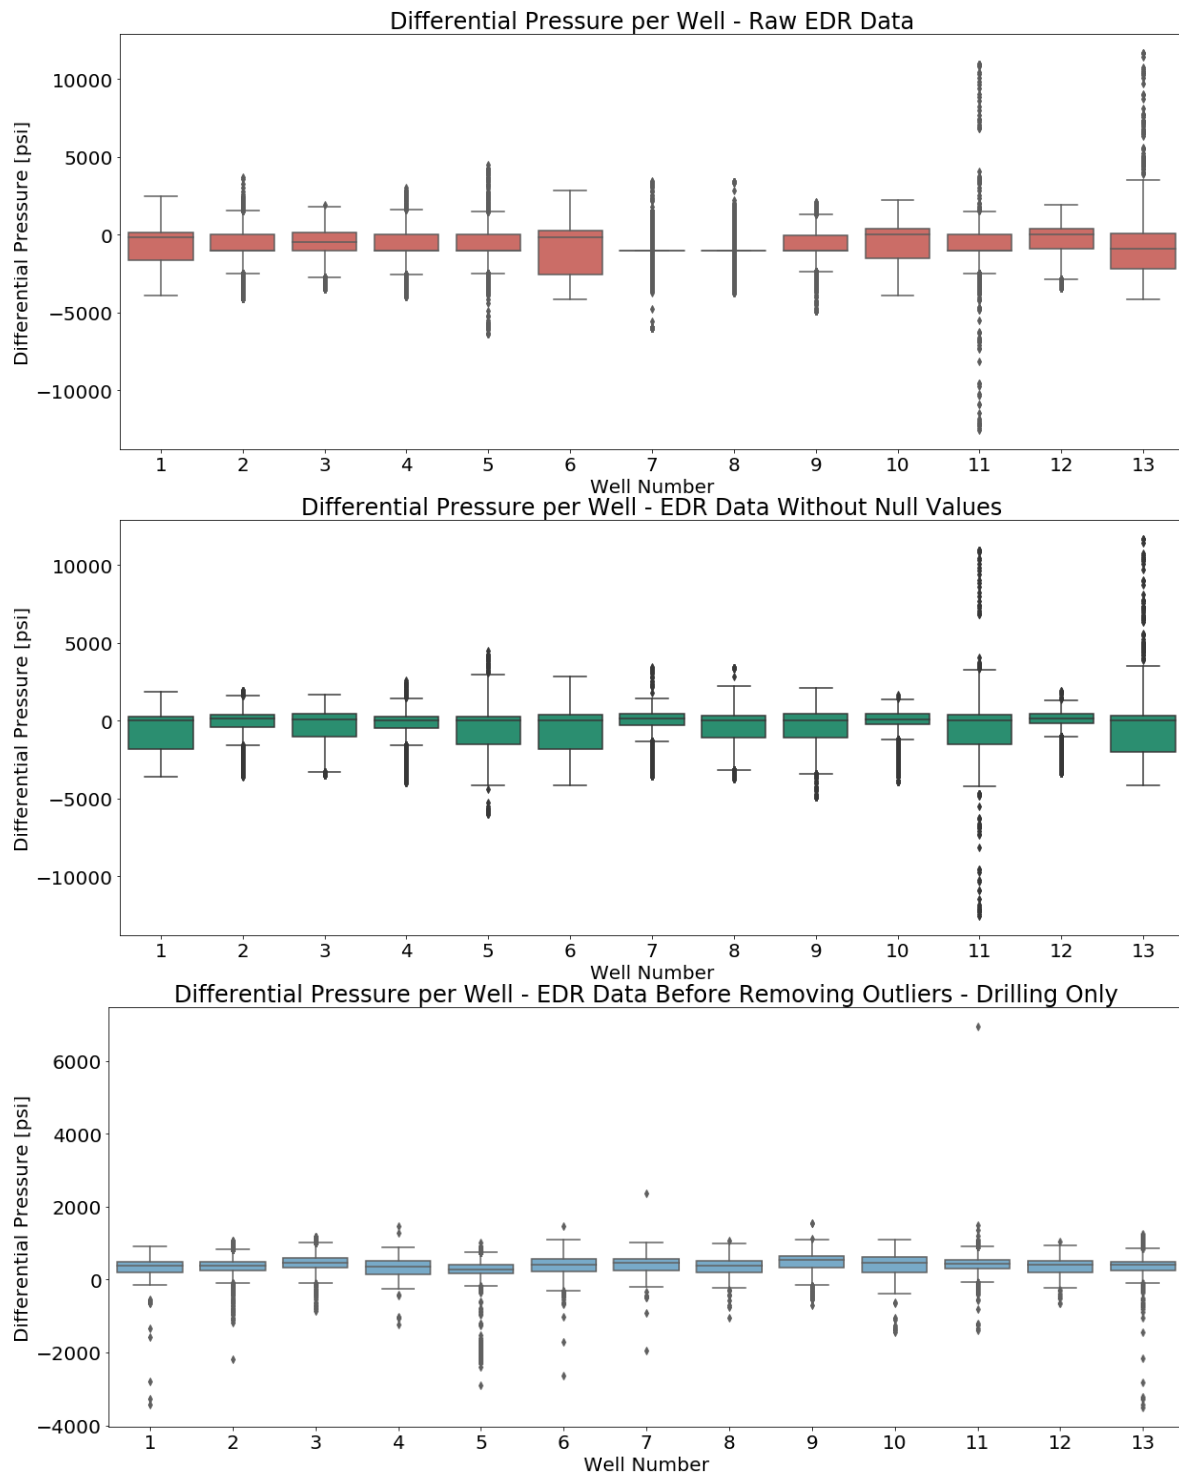 Differential Pressure per Well - Raw EDR Data
Differential Pressure [psi]
10000
5000
0
−5000
−10000
1 2 3 4 5 6 7 8 9 10 11 12 13
Well Number
Differential Pressure per Well - EDR Data Without Null Values
Differential Pressure [psi]
10000
5000
0
−5000
−10000
1 2 3 4 5 6 7 8 9 10 11 12 13
Well Number
Differential Pressure per Well - EDR Data Before Removing Outliers - Drilling Only
Differential Pressure [psi]
6000
4000
2000
0
−2000
−4000
1 2 3 4 5 6 7 8 9 10 11 12 13
Well Number